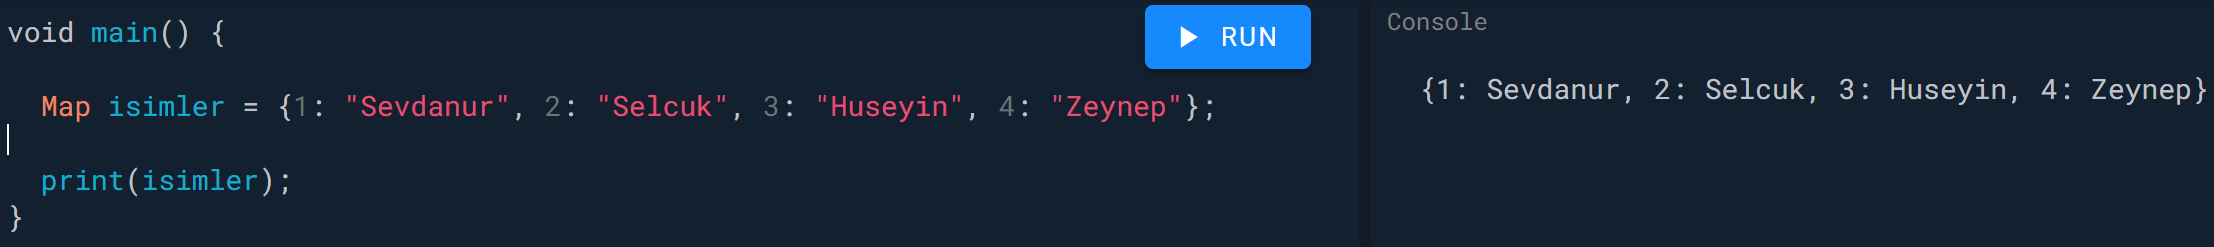 void main() {
RUN
Map isimler = {1: "Sevdanur", 2: "Selcuk", 3: "Huseyin", 4: "Zeynep"};
print(isimler);
}
Console
{1: Sevdanur, 2: Selcuk, 3: Huseyin, 4: Zeynep}